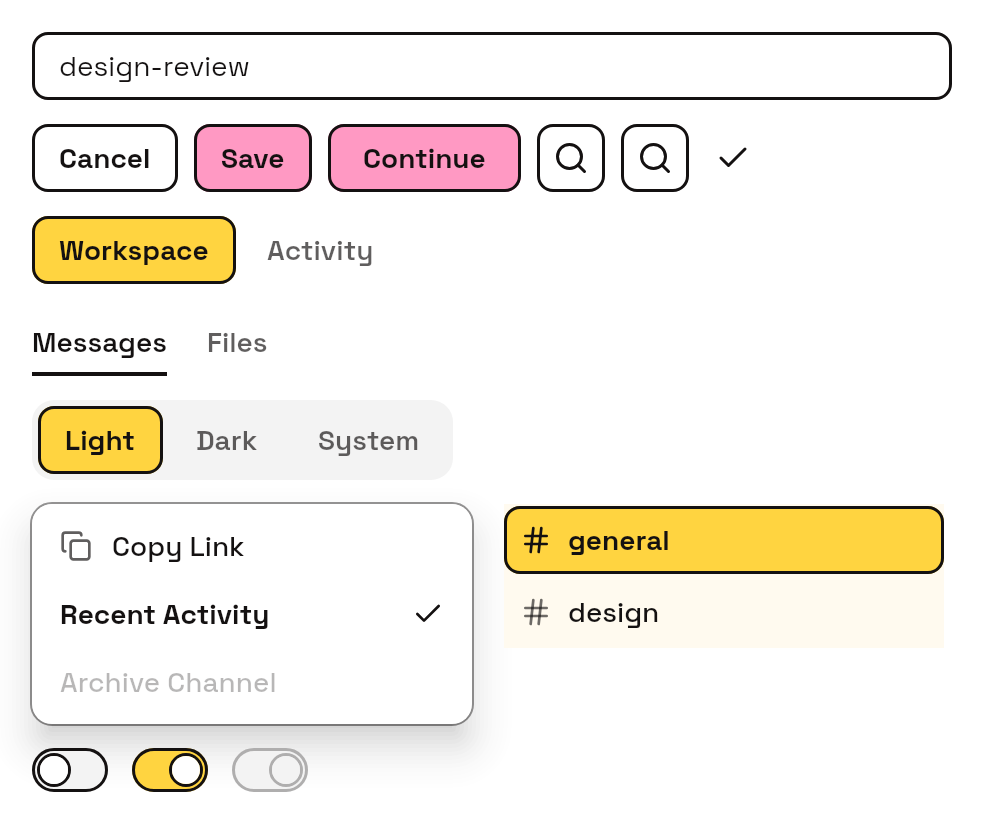 design-review
Cancel Save Continue
Workspace Activity
Messages Files
Light Dark System
Copy Link
Recent Activity
Archive Channel
# general
# design